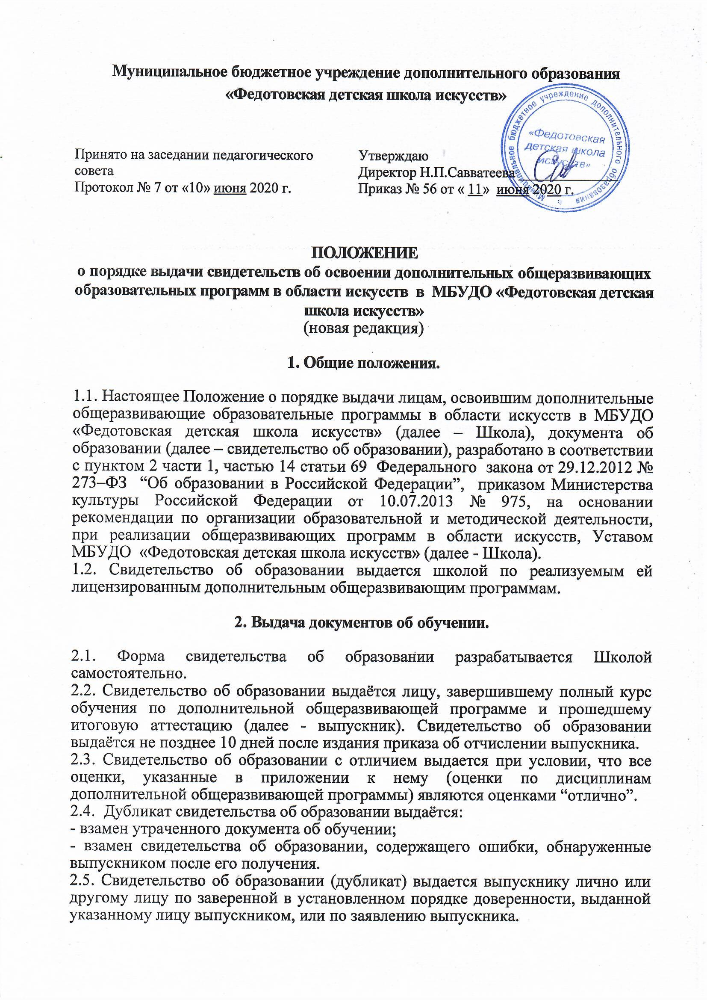 Муниципальное бюджетное учреждение дополнительного образования
«Федотовская детская школа искусств»
Принято на заседании педагогического
совета
Протокол № 7 от «10» июня 2020 г.
Утверждаю
Директор Н.П.Савватеева
Приказ № 56 от « 11» июня 2020 г.
Муниципальное бюджетное учреждение дополнительного образования
«Федотовская
детская школа
искусств»
ПОЛОЖЕНИЕ
о порядке выдачи свидетельств об освоении дополнительных общеразвивающих
образовательных программ в области искусств в МБУДО «Федотовская детская
школа искусств»
(новая редакция)
1. Общие положения.
1.1. Настоящее Положение о порядке выдачи лицам, освоившим дополнительные
общеразвивающие образовательные программы в области искусств в МБУДО
«Федотовская детская школа искусств» (далее – Школа), документа об
образовании (далее – свидетельство об образовании), разработано в соответствии
с пунктом 2 части 1, частью 14 статьи 69 Федерального закона от 29.12.2012 №
273–ФЗ “Об образовании в Российской Федерации”, приказом Министерства
культуры Российской Федерации от 10.07.2013 № 975, на основании
рекомендации по организации образовательной и методической деятельности,
при реализации общеразвивающих программ в области искусств, Уставом
МБУДО «Федотовская детская школа искусств» (далее - Школа).
1.2. Свидетельство об образовании выдается школой по реализуемым ей
лицензированным дополнительным общеразвивающим программам.
2. Выдача документов об обучении.
2.1. Форма свидетельства об образовании разрабатывается Школой
самостоятельно.
2.2. Свидетельство об образовании выдаётся лицу, завершившему полный курс
обучения по дополнительной общеразвивающей программе и прошедшему
итоговую аттестацию (далее - выпускник). Свидетельство об образовании
выдаётся не позднее 10 дней после издания приказа об отчислении выпускника.
2.3. Свидетельство об образовании с отличием выдается при условии, что все
оценки, указанные в приложении к нему (оценки по дисциплинам
дополнительной общеразвивающей программы) являются оценками “отлично”.
2.4. Дубликат свидетельства об образовании выдаётся:
- взамен утраченного документа об обучении;
- взамен свидетельства об образовании, содержащего ошибки, обнаруженные
выпускником после его получения.
2.5. Свидетельство об образовании (дубликат) выдается выпускнику лично или
другому лицу по заверенной в установленном порядке доверенности, выданной
указанному лицу выпускником, или по заявлению выпускника.